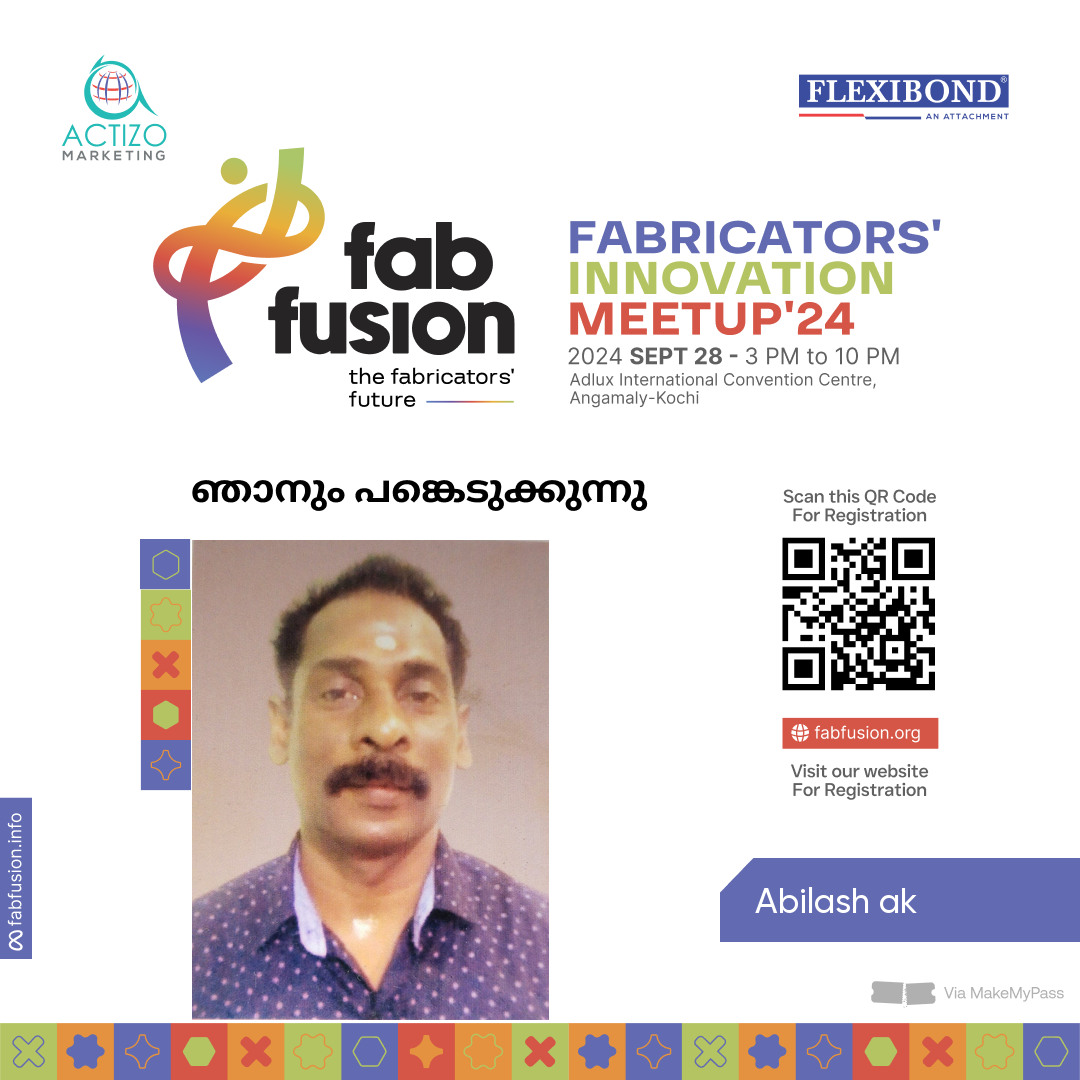 ACTIZO
MARKETING
FLEXIBOND®
AN ATTACHMENT
fab
fusion
the fabricators'
future
FABRICATORS'
INNOVATION
MEETUP'24
2024 SEPT 28 - 3 PM to 10 PM
Adlux International Convention Centre,
Angamaly-Kochi
ഞാനും പങ്കെടുക്കുന്നു
Scan this QR Code
For Registration
fabfusion.org
Visit our website
For Registration
fabfusion.info
Abilash ak
Via MakeMyPass